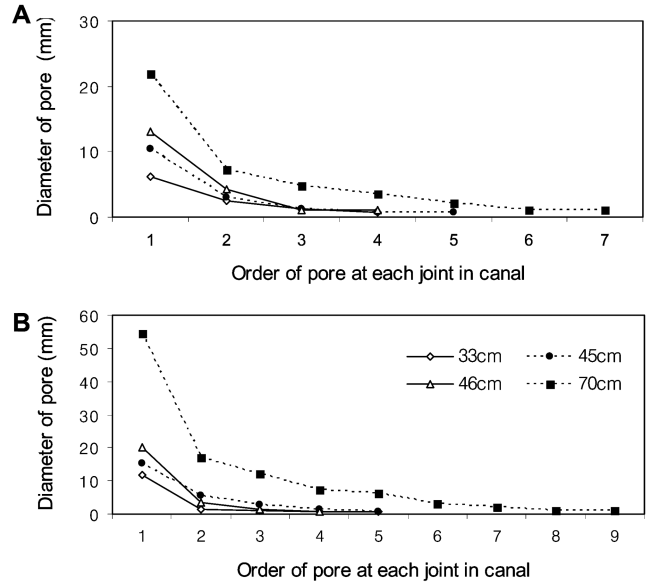 A
Diameter of pore (mm)
30
20
10
0
1 2 3 4 5 6 7
Order of pore at each joint in canal
B
Diameter of pore (mm)
60
50
40
30
20
10
0
33cm 45cm
46cm 70cm
1 2 3 4 5 6 7 8 9
Order of pore at each joint in canal